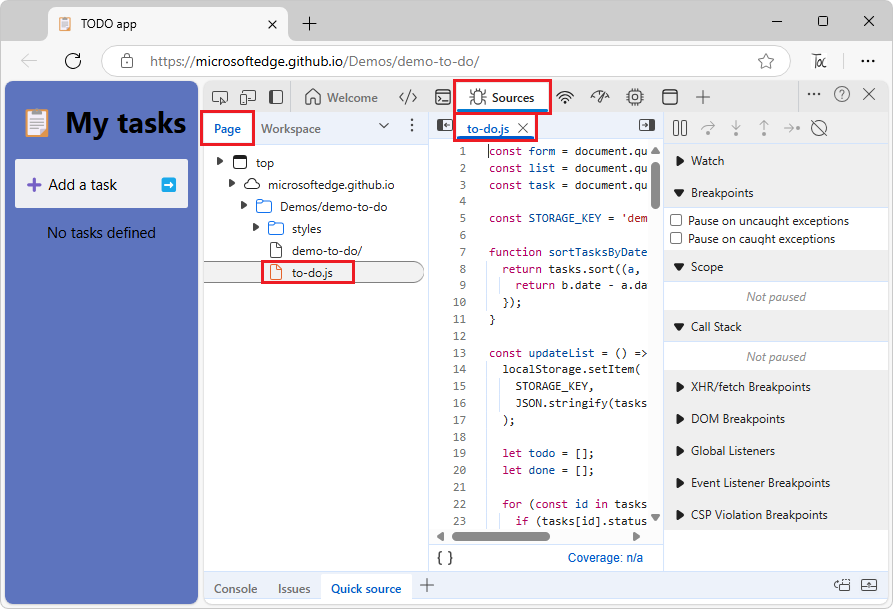 TODO app
https://microsoftedge.github.io/Demos/demo-to-do/
My tasks
Add a task
No tasks defined
Welcome
Sources
Page
Workspace
top
microsoftedge.github.io
Demos/demo-to-do
styles
demo-to-do/
to-do.js
to-do.js
1 const form = document.qu
2 const list = document.qu
3 const task = document.qu
4
5 const STORAGE_KEY = 'dem
6
7 function sortTasksByDate
8 return tasks.sort((a,
9 return b.date - a.da
10 });
11 }
12
13 const updateList = () =>
14 localStorage.setItem(
15 STORAGE_KEY,
16 JSON.stringify(tasks
17 );
18
19 let todo = [];
20 let done = [];
21
22 for (const id in tasks
23 if (tasks[id].status
{ }
Coverage: n/a
Watch
Breakpoints
Pause on uncaught exceptions
Pause on caught exceptions
Scope
Not paused
Call Stack
Not paused
XHR/fetch Breakpoints
DOM Breakpoints
Global Listeners
Event Listener Breakpoints
CSP Violation Breakpoints
Console
Issues
Quick source